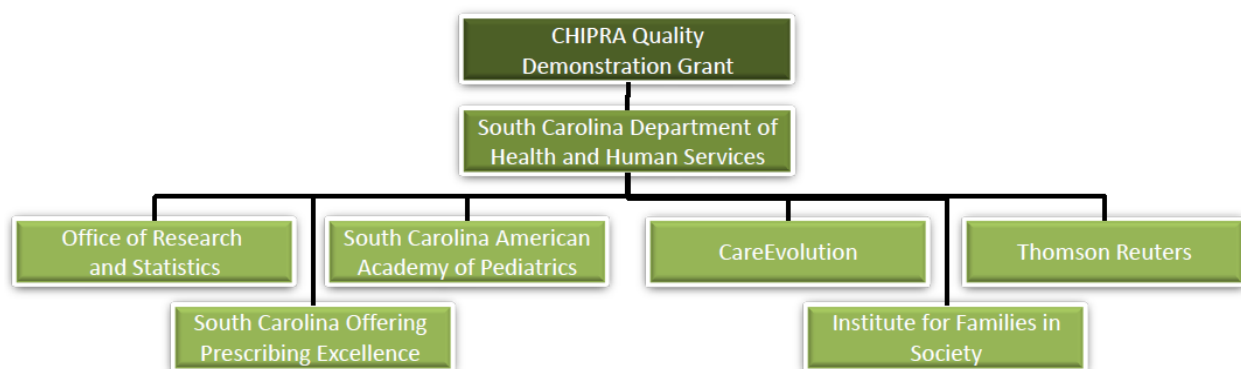 CHIPRA Quality
Demonstration Grant
South Carolina Department of
Health and Human Services
Office of Research
and Statistics
South Carolina American
Academy of Pediatrics
CareEvolution
Thomson Reuters
South Carolina Offering
Prescribing Excellence
Institute for Families in
Society